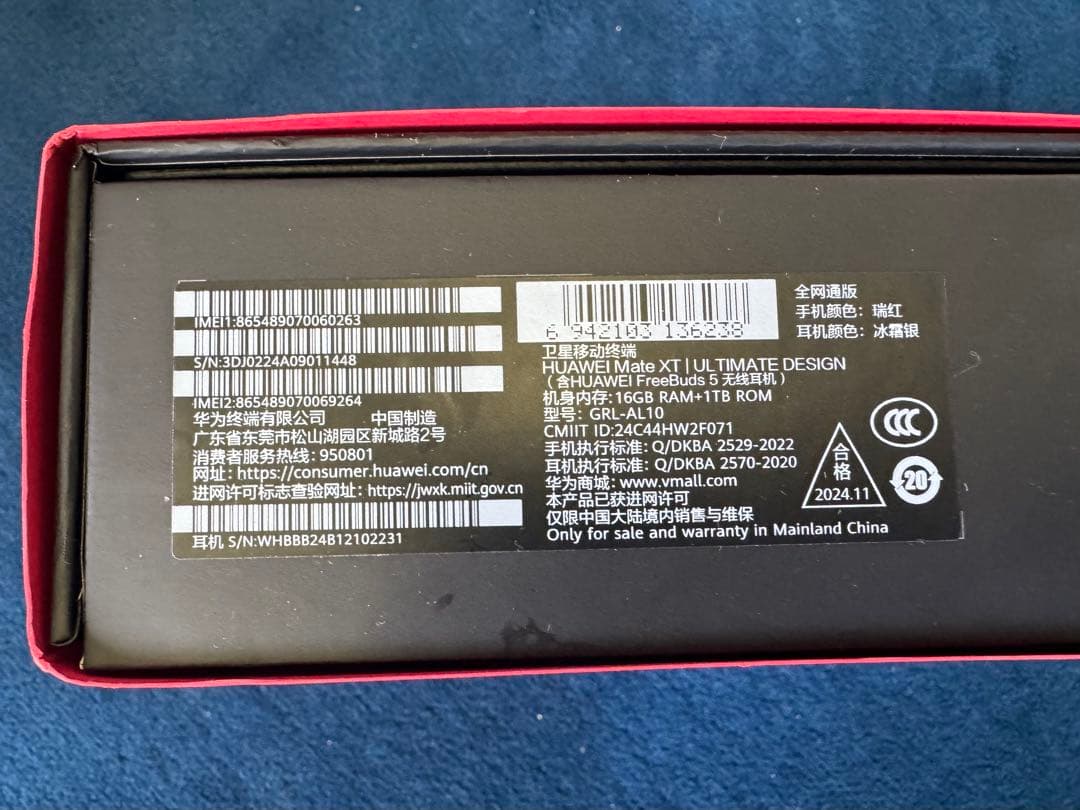 IMEI1:865489070060263
S/N:3DJ0224A09011448
IMEI2:865489070069264
华为终端有限公司 中国制造
广东省东莞市松山湖园区新城路2号
消费者服务热线: 950801
网址: https://consumer.huawei.com/cn
进网许可标志查验网址: https://jwxk.miit.gov.cn
耳机 S/N:WHBBB24B12102231
6 942103 136238
卫星移动终端
HUAWEI Mate XT | ULTIMATE DESIGN
(含HUAWEI FreeBuds 5 无线耳机)
机身内存: 16GB RAM+1TB ROM
型号: GRL-AL10
CMIIT ID:24C44HW2F071
手机执行标准: Q/DKBA 2529-2022
耳机执行标准: Q/DKBA 2570-2020
华为商城: www.vmall.com
本产品已获进网许可
仅限中国大陆境内销售与维保
Only for sale and warranty in Mainland China
全网通版
手机颜色: 瑞红
耳机颜色: 冰霜银
CCC
合格
2024.11
20